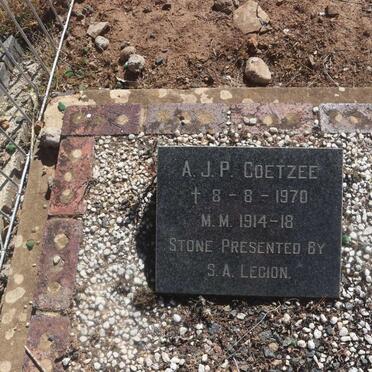 A. J. P. COETZEE
† 8 - 8 - 1970
M. M. 1914 - 18
STONE PRESENTED BY
S. A. LEGION.